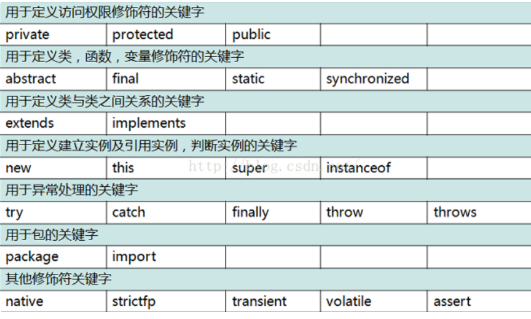 用于定义访问权限修饰符的关键字
private protected public
用于定义类，函数，变量修饰符的关键字
abstract final static synchronized
用于定义类与类之间关系的关键字
extends implements
用于定义建立实例及引用实例，判断实例的关键字
new this super instanceof
用于异常处理的关键字
try catch finally throw throws
用于包的关键字
package import
其他修饰符关键字
native strictfp transient volatile assert